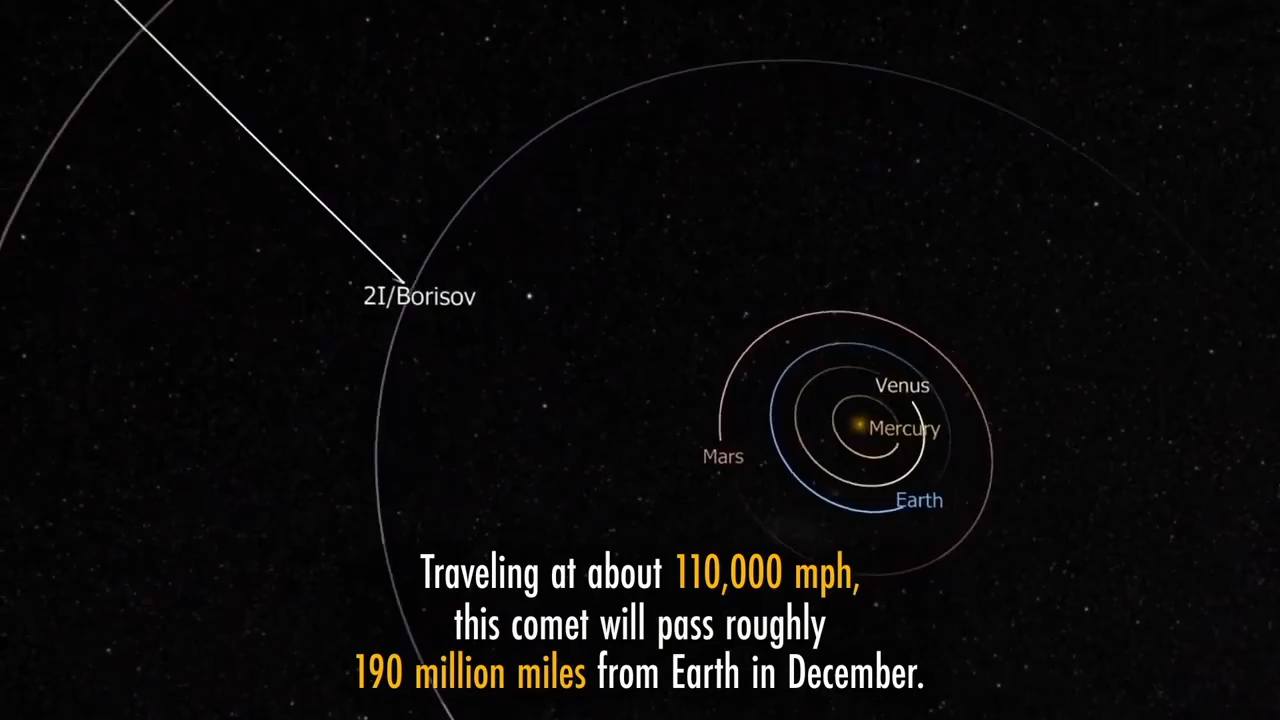 2I/Borisov
Venus
Mercury
Mars
Earth
Traveling at about 110,000 mph,
this comet will pass roughly
190 million miles from Earth in December.